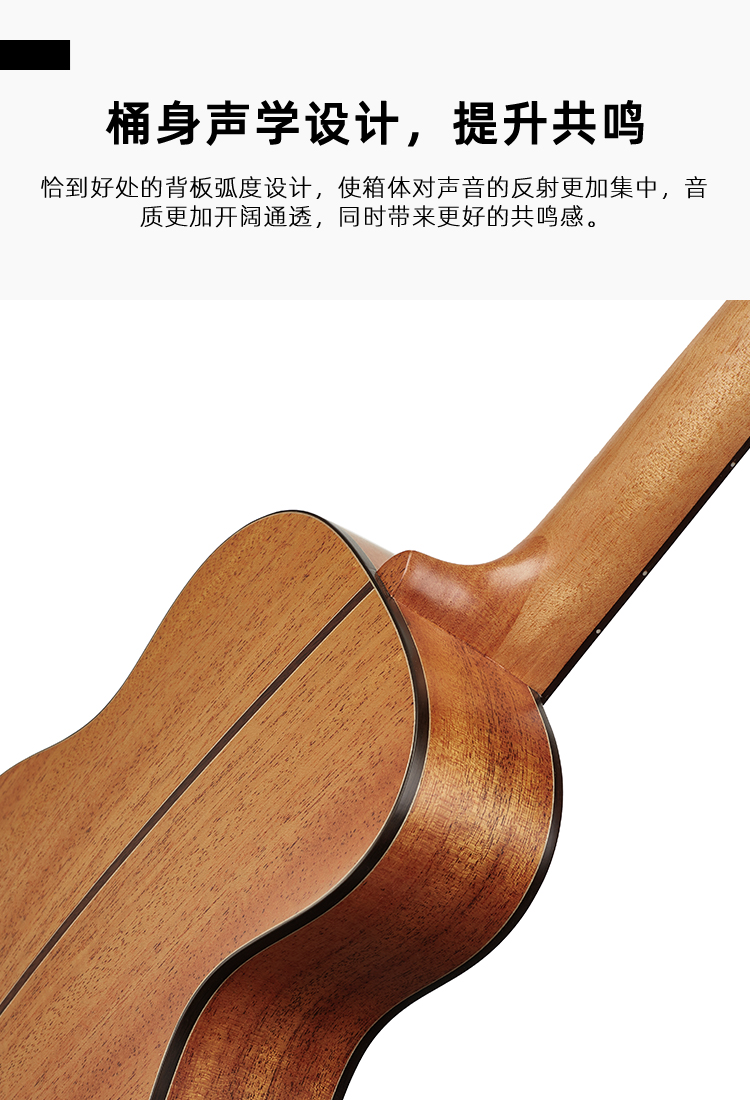 桶身声学设计，提升共鸣
恰到好处的背板弧度设计，使箱体对声音的反射更加集中，音
质更加开阔通透，同时带来更好的共鸣感。